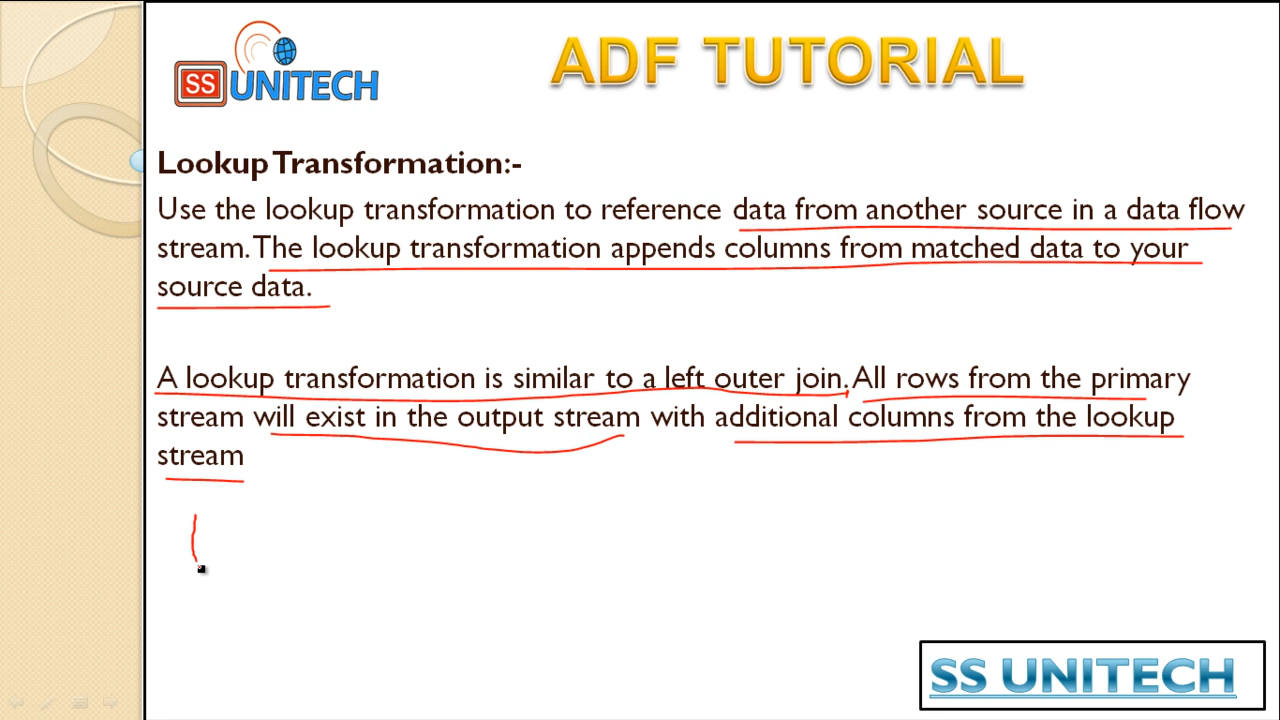 SS UNITECH
ADF TUTORIAL
Lookup Transformation:-
Use the lookup transformation to reference data from another source in a data flow
stream. The lookup transformation appends columns from matched data to your
source data.
A lookup transformation is similar to a left outer join. All rows from the primary
stream will exist in the output stream with additional columns from the lookup
stream
SS UNITECH